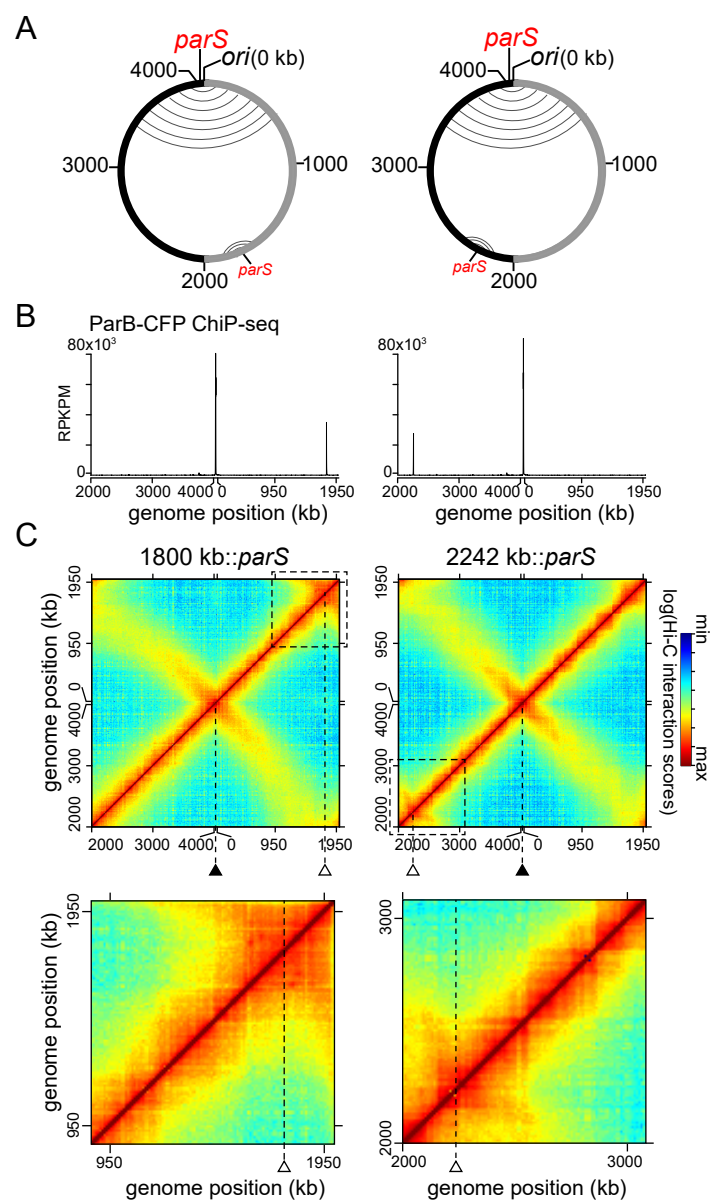 A
parS
ori(0 kb)
4000
3000
1000
2000
parS
parS
ori(0 kb)
4000
3000
1000
2000
parS
B
ParB-CFP ChiP-seq
80x10³
RPKPM
0
2000 3000 4000 0 950 1950
genome position (kb)
80x10³
0
2000 3000 4000 0 950 1950
genome position (kb)
C
1800 kb::parS
genome position (kb)
1950
950
0
4000
3000
2000
2000 3000 4000 0 950 1950
2242 kb::parS
1950
950
0
4000
3000
2000
2000 3000 4000 0 950 1950
log(Hi-C interaction scores)
min
max
genome position (kb)
1950
950
950 1950
genome position (kb)
3000
2000
2000 3000
genome position (kb)